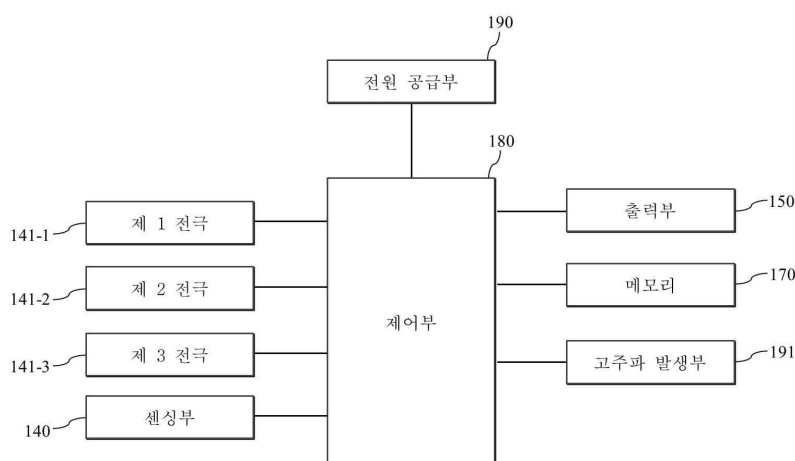 190
전원 공급부
180
제 1 전극
141-1
출력부
150
제 2 전극
141-2
메모리
170
제어부
제 3 전극
141-3
고주파 발생부
191
센싱부
140